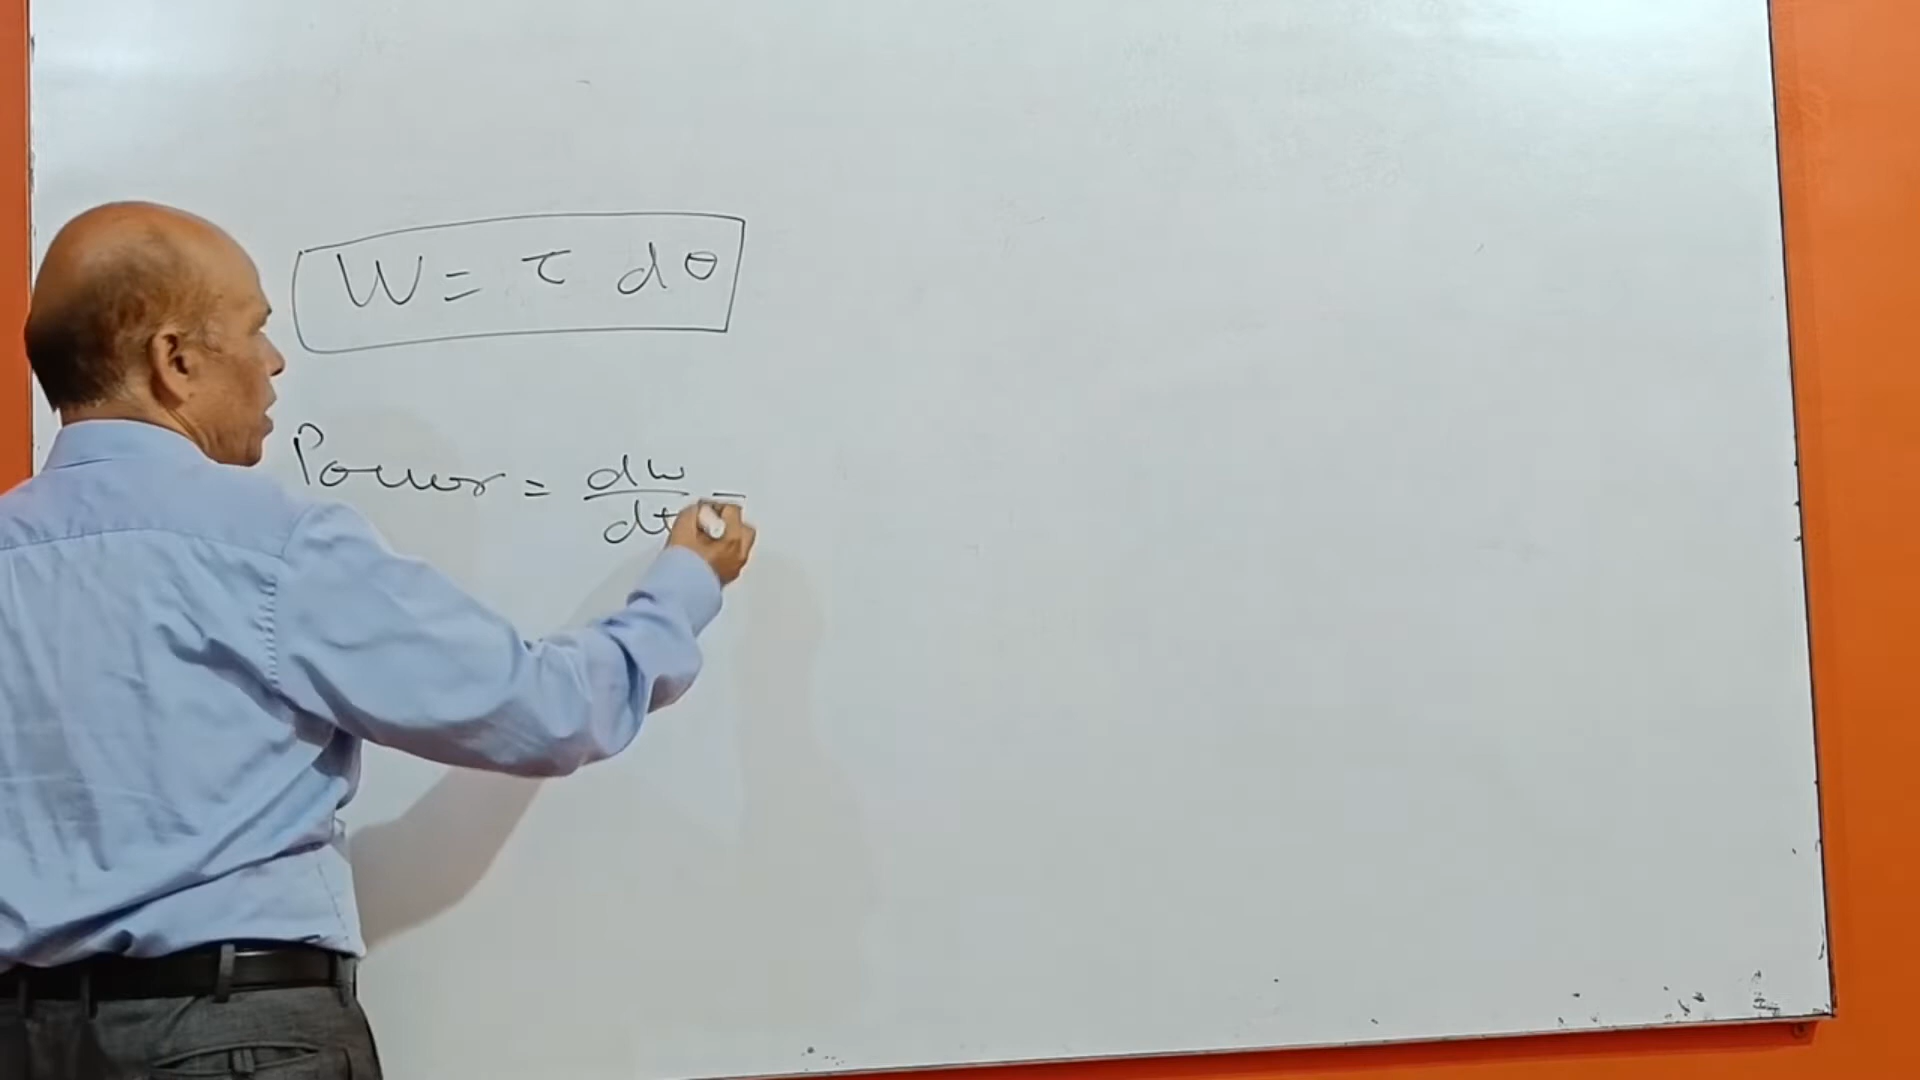 W = τ dθ
Power = dw/dt =